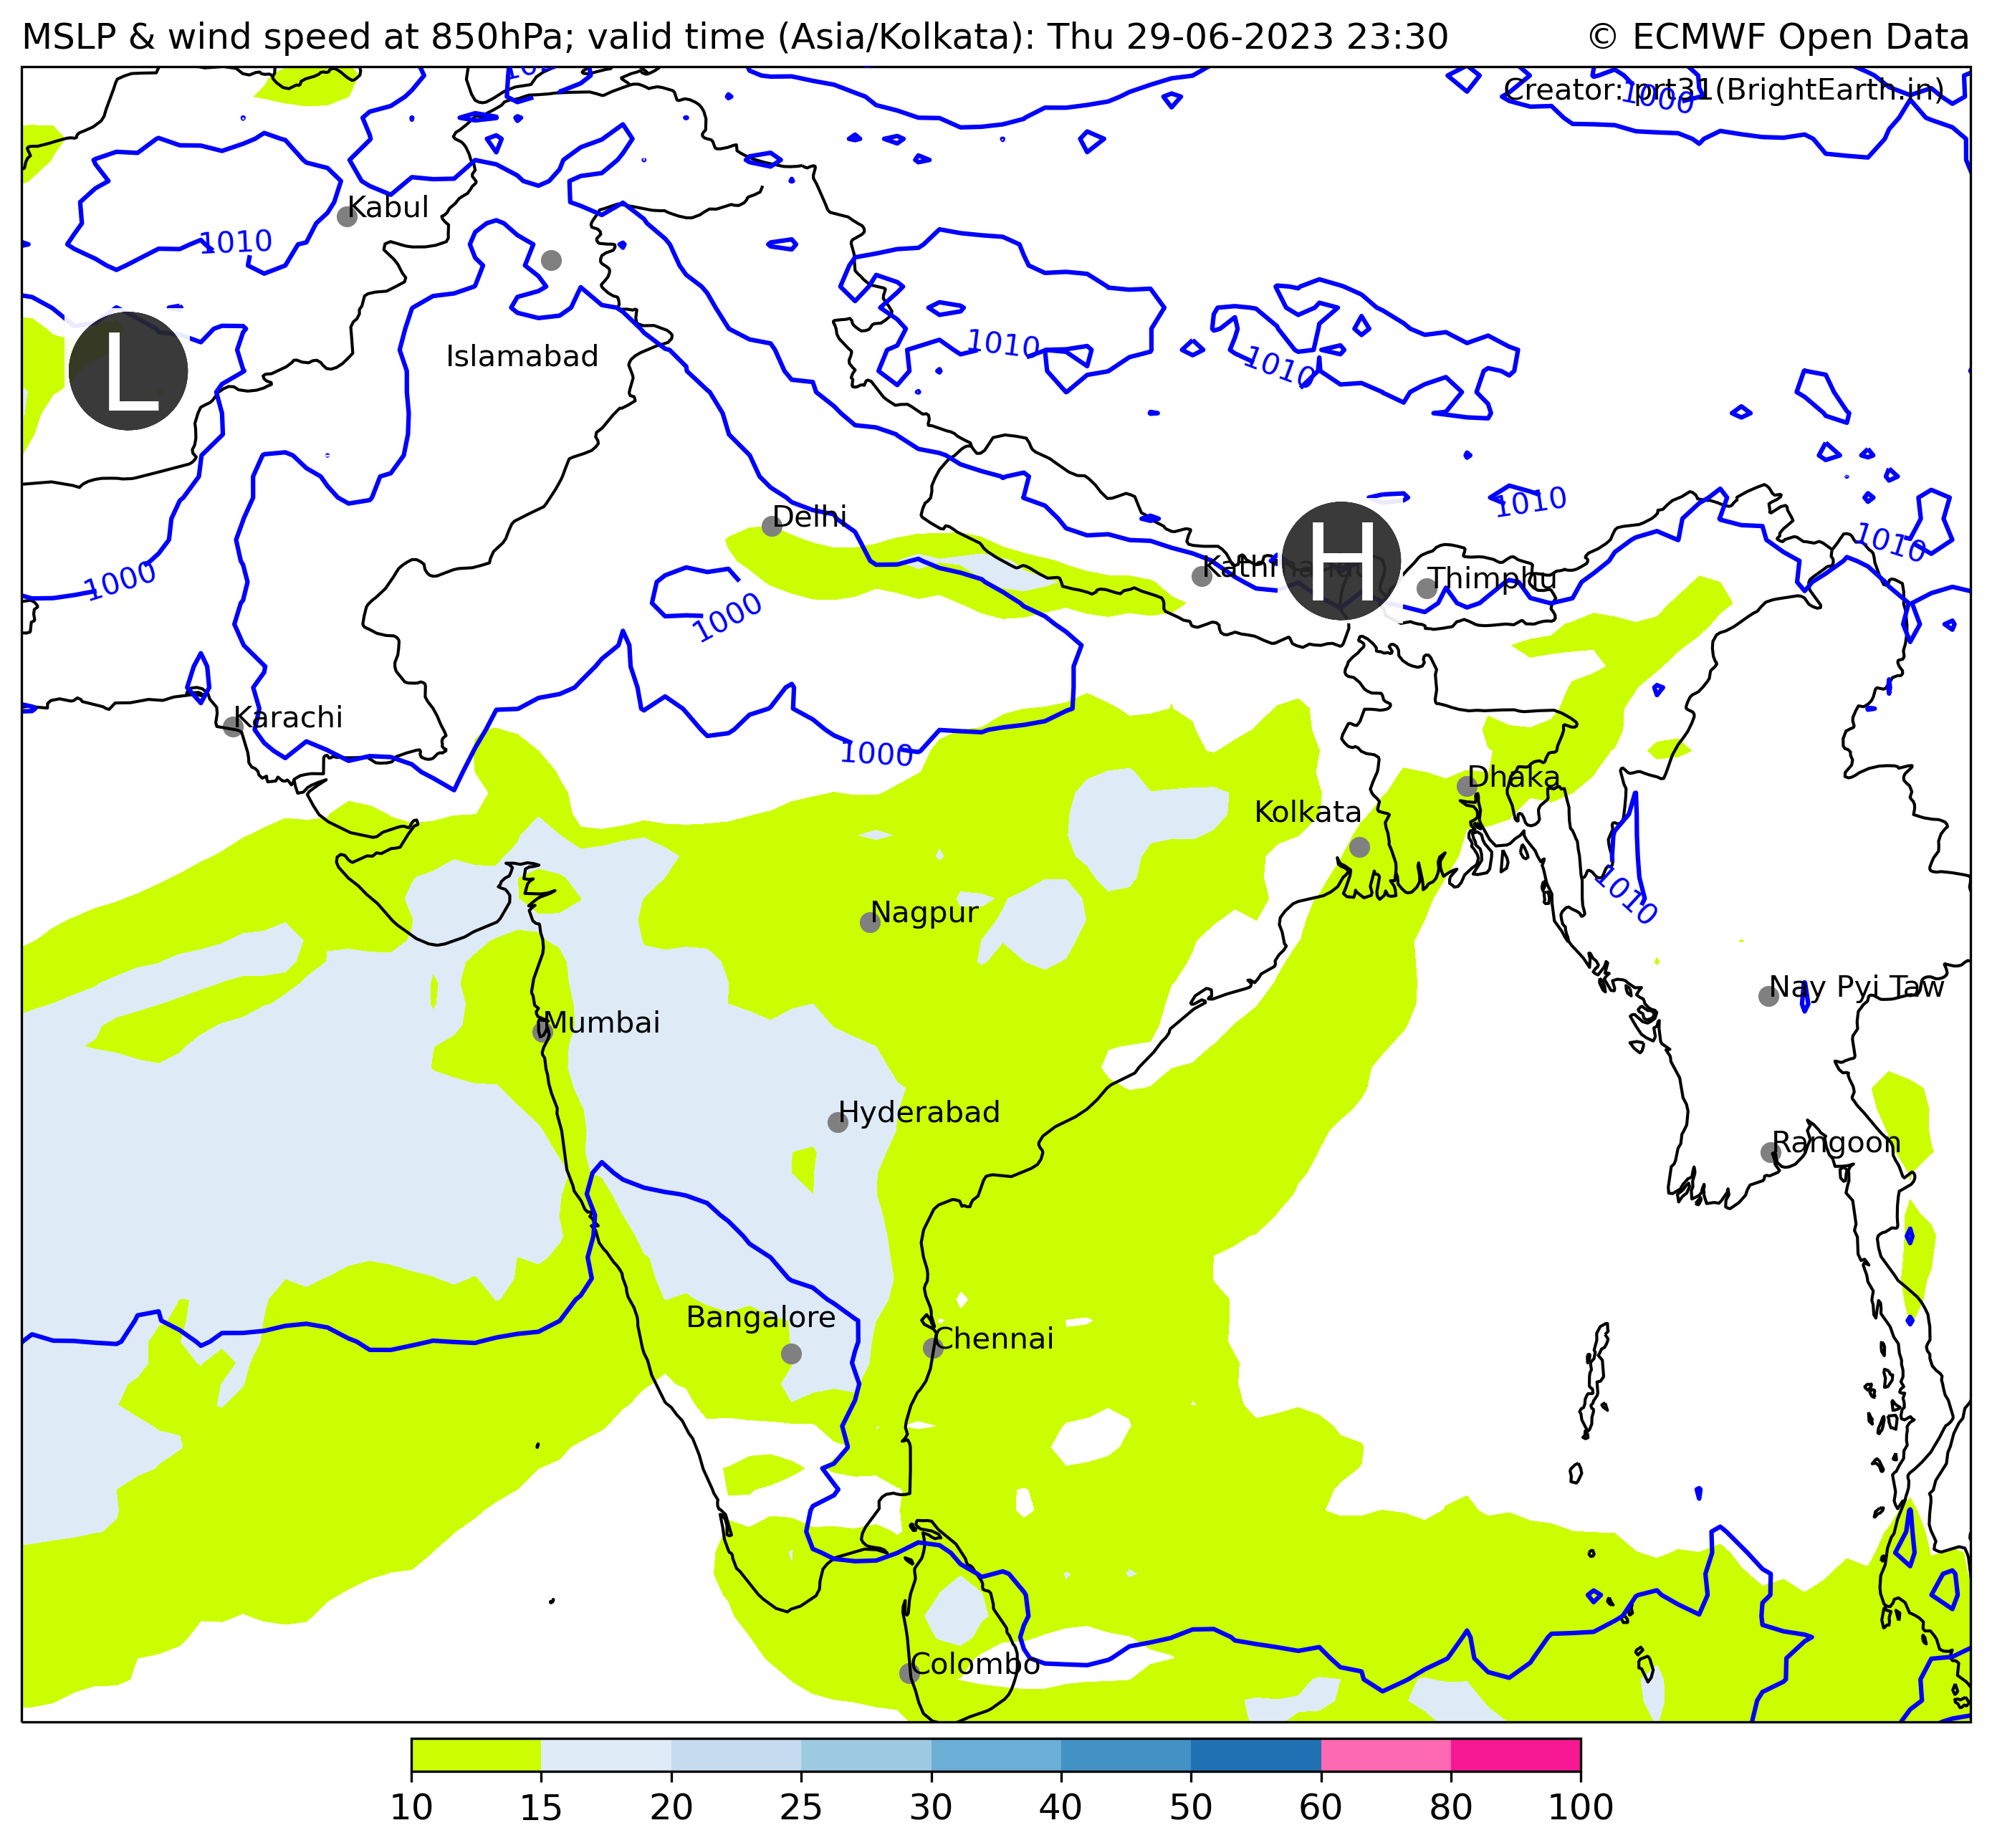 MSLP & wind speed at 850hPa; valid time (Asia/Kolkata): Thu 29-06-2023 23:30
© ECMWF Open Data
Creator: prt31(BrightEarth.in)
1000
Kabul
1010
1010
1010
L
Islamabad
Delhi
1010
1010
H
Thimphu
1000
1000
Karachi
1000
Dhaka
Kolkata
1010
Nagpur
Nay Pyi Taw
Mumbai
Hyderabad
Rangoon
Bangalore
Chennai
Colombo
10 15 20 25 30 40 50 60 80 100